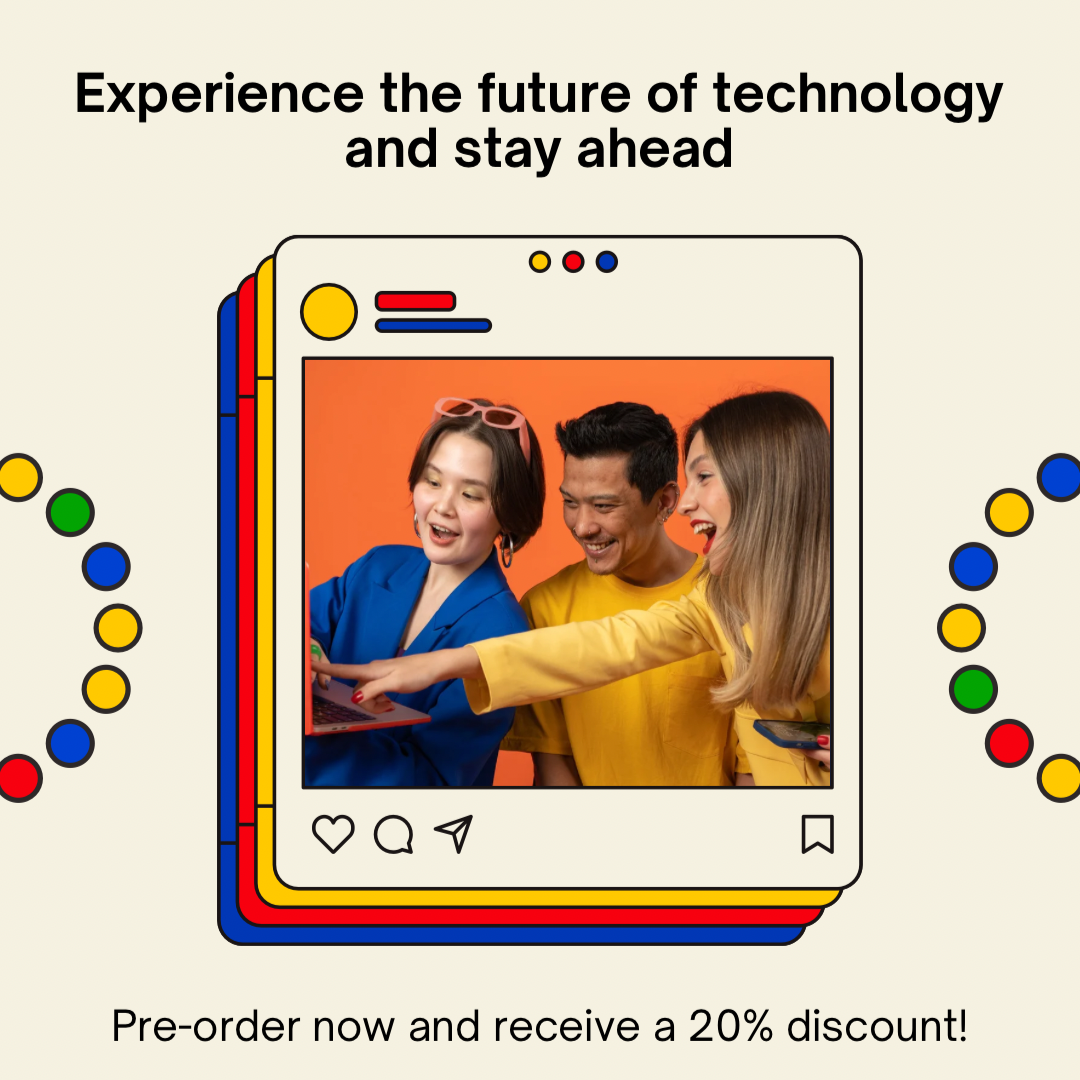 Experience the future of technology
and stay ahead
Pre-order now and receive a 20% discount!